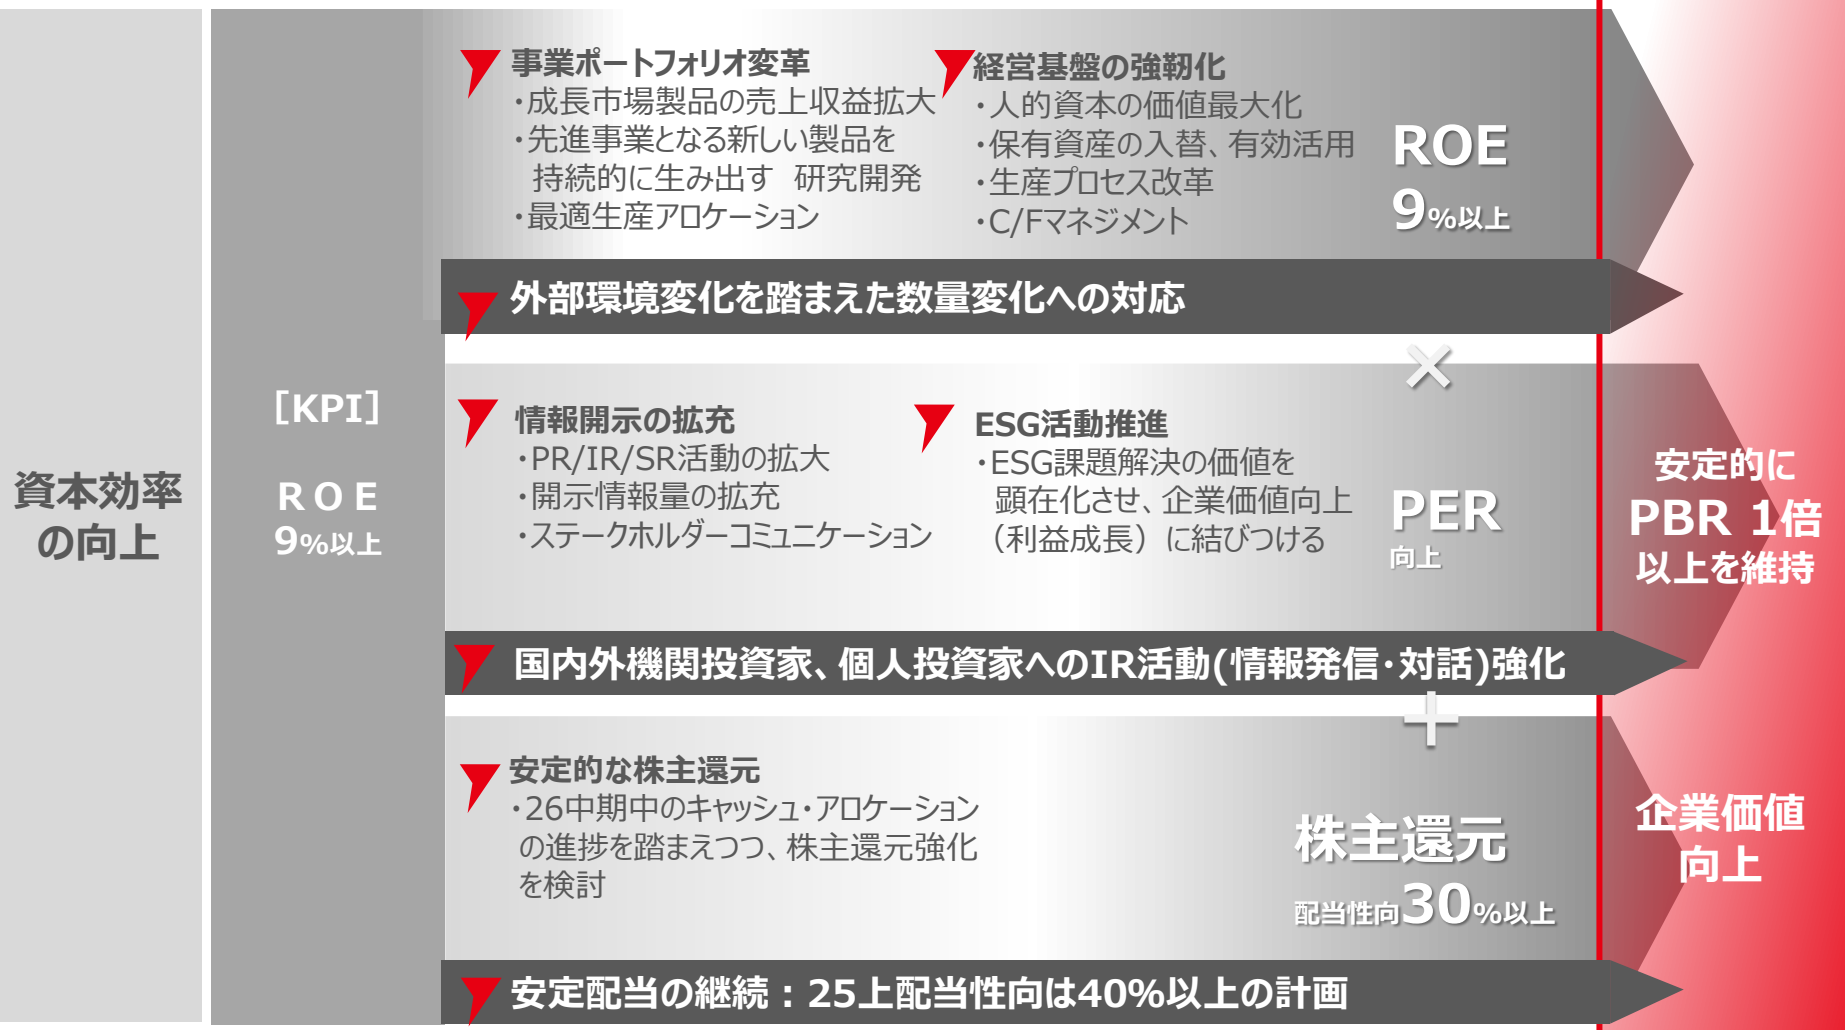 資本効率
の向上
[KPI]
ROE
9%以上
事業ポートフォリオ変革
・成長市場製品の売上収益拡大
・先進事業となる新しい製品を
持続的に生み出す 研究開発
・最適生産アロケーション
経営基盤の強靭化
・人的資本の価値最大化
・保有資産の入替、有効活用
・生産プロセス改革
・C/Fマネジメント
ROE
9%以上
外部環境変化を踏まえた数量変化への対応
×
情報開示の拡充
・PR/IR/SR活動の拡大
・開示情報量の拡充
・ステークホルダーコミュニケーション
ESG活動推進
・ESG課題解決の価値を
顕在化させ、企業価値向上
（利益成長）に結びつける
PER
向上
国内外機関投資家、個人投資家へのIR活動(情報発信・対話)強化
＋
安定的な株主還元
・26中期中のキャッシュ・アロケーション
の進捗を踏まえつつ、株主還元強化
を検討
株主還元
配当性向30%以上
安定配当の継続：25上配当性向は40%以上の計画
安定的に
PBR 1倍
以上を維持
企業価値
向上